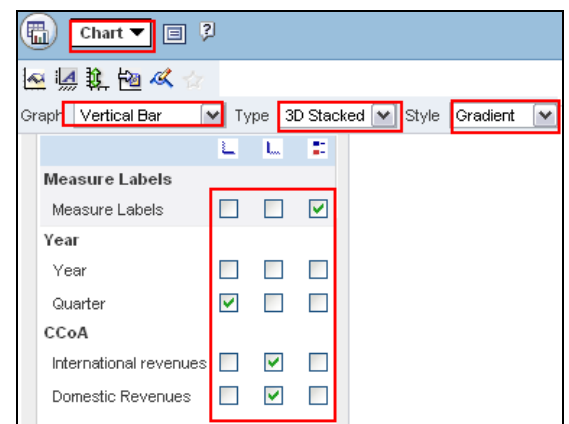 Chart
Graph Vertical Bar Type 3D Stacked Style Gradient
Measure Labels
Measure Labels
Year
Year
Quarter
CCoA
International revenues
Domestic Revenues